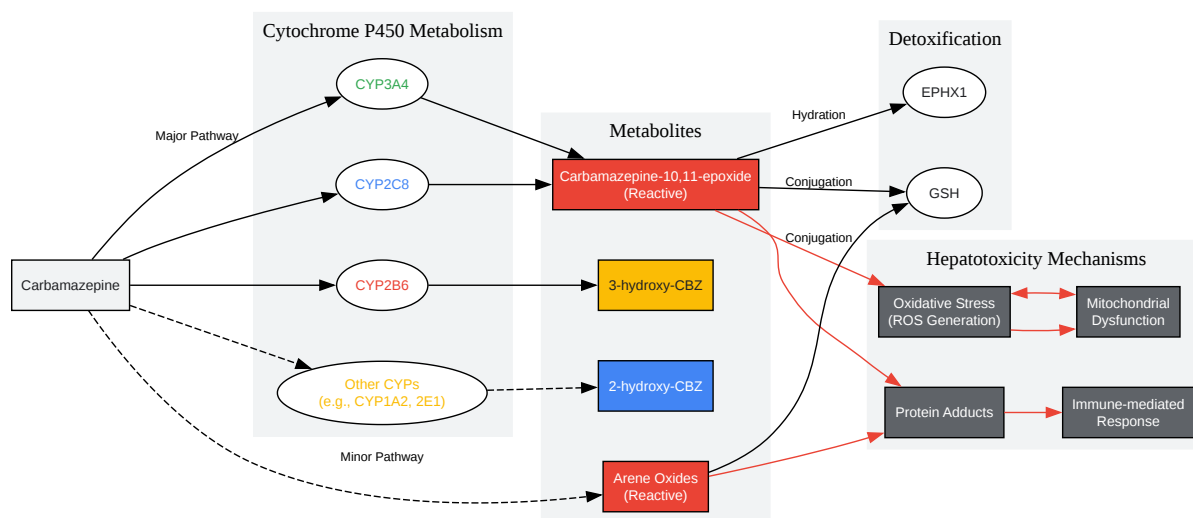 Cytochrome P450 Metabolism
CYP3A4
Major Pathway
CYP2C8
Carbamazepine
CYP2B6
Other CYPs
(e.g., CYP1A2, 2E1)
Minor Pathway
Metabolites
Carbamazepine-10,11-epoxide
(Reactive)
3-hydroxy-CBZ
2-hydroxy-CBZ
Arene Oxides
(Reactive)
Detoxification
Hydration
EPHX1
Conjugation
GSH
Conjugation
Hepatotoxicity Mechanisms
Oxidative Stress
(ROS Generation)
Mitochondrial
Dysfunction
Protein Adducts
Immune-mediated
Response